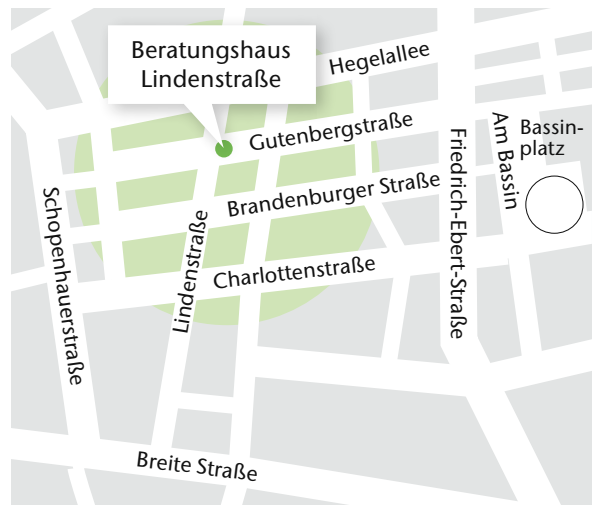 Beratungshaus
Lindenstraße
Hegelallee
Gutenbergstraße
Am Bassin
Bassin-
platz
Friedrich-Ebert-Straße
Brandenburger Straße
Schopenhauerstraße
Lindenstraße
Charlottenstraße
Breite Straße